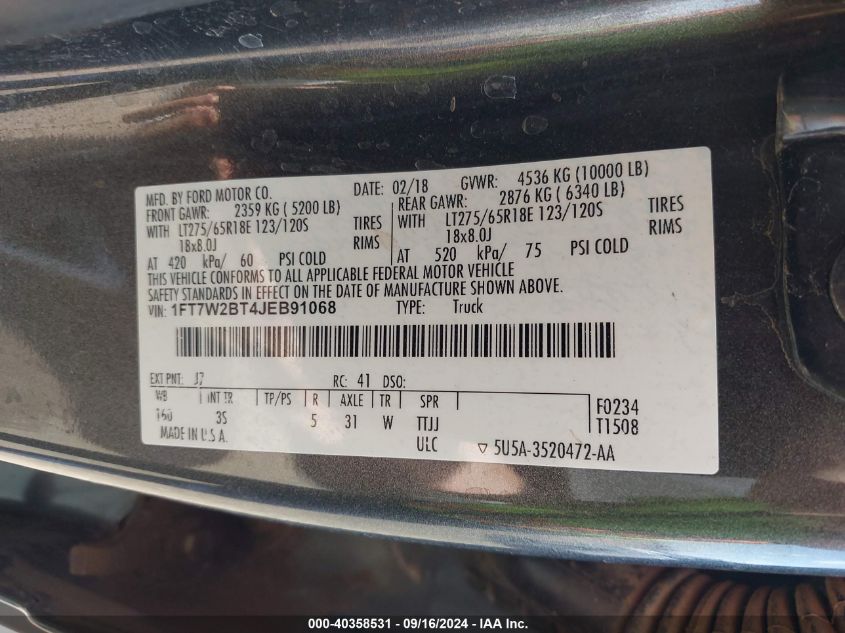 MFD. BY FORD MOTOR CO.
DATE: 02/18 GVWR: 4536 KG (10000 LB)
FRONT GAWR: 2359 KG ( 5200 LB)
REAR GAWR: 2876 KG ( 6340 LB)
WITH LT275/65R18E 123/120S TIRES
WITH LT275/65R18E 123/120S TIRES
18x8.0J RIMS
18x8.0J RIMS
AT 420 kPa/ 60 PSI COLD
AT 520 kPa/ 75 PSI COLD
THIS VEHICLE CONFORMS TO ALL APPLICABLE FEDERAL MOTOR VEHICLE
SAFETY STANDARDS IN EFFECT ON THE DATE OF MANUFACTURE SHOWN ABOVE.
VIN: 1FT7W2BT4JEB91068 TYPE: Truck
EXT PNT: J7 RC: 41 DSO:
WB INT TR TP/PS R AXLE TR SPR
160 3S 5 31 W TTJJ
F0234
T1508
MADE IN U.S.A. ULC ▽ 5U5A-3520472-AA
000-40358531 - 09/16/2024 - IAA Inc.